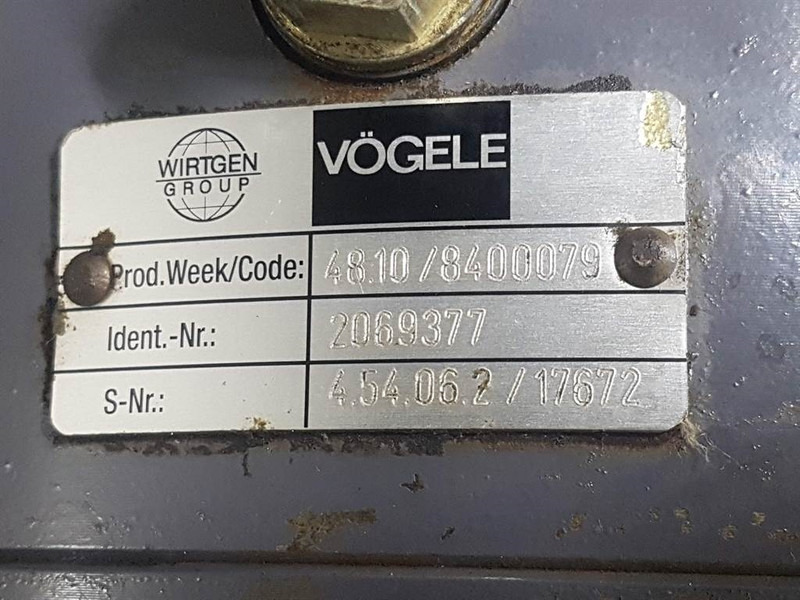 WIRTGEN
GROUP
VÖGELE
Prod.Week/Code: 48.10/8400079
Ident.-Nr.: 2069377
S-Nr.: 4.54.06.2/17672